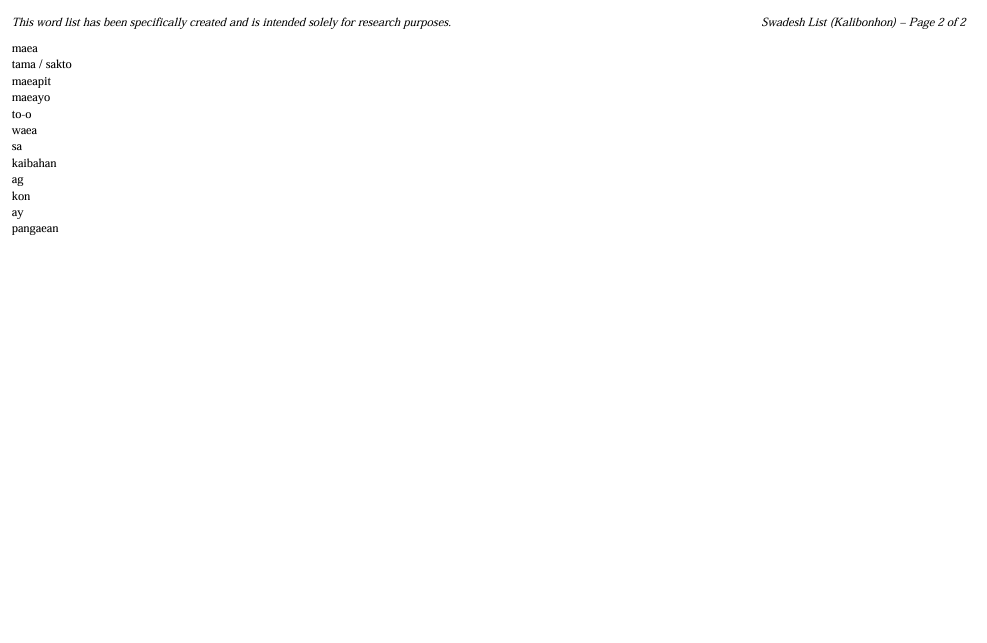 This word list has been specifically created and is intended solely for research purposes. Swadesh List (Kalibonhon) – Page 2 of 2
maea
tama / sakto
maeapit
maeayo
to-o
waea
sa
kaibahan
ag
kon
ay
pangaean